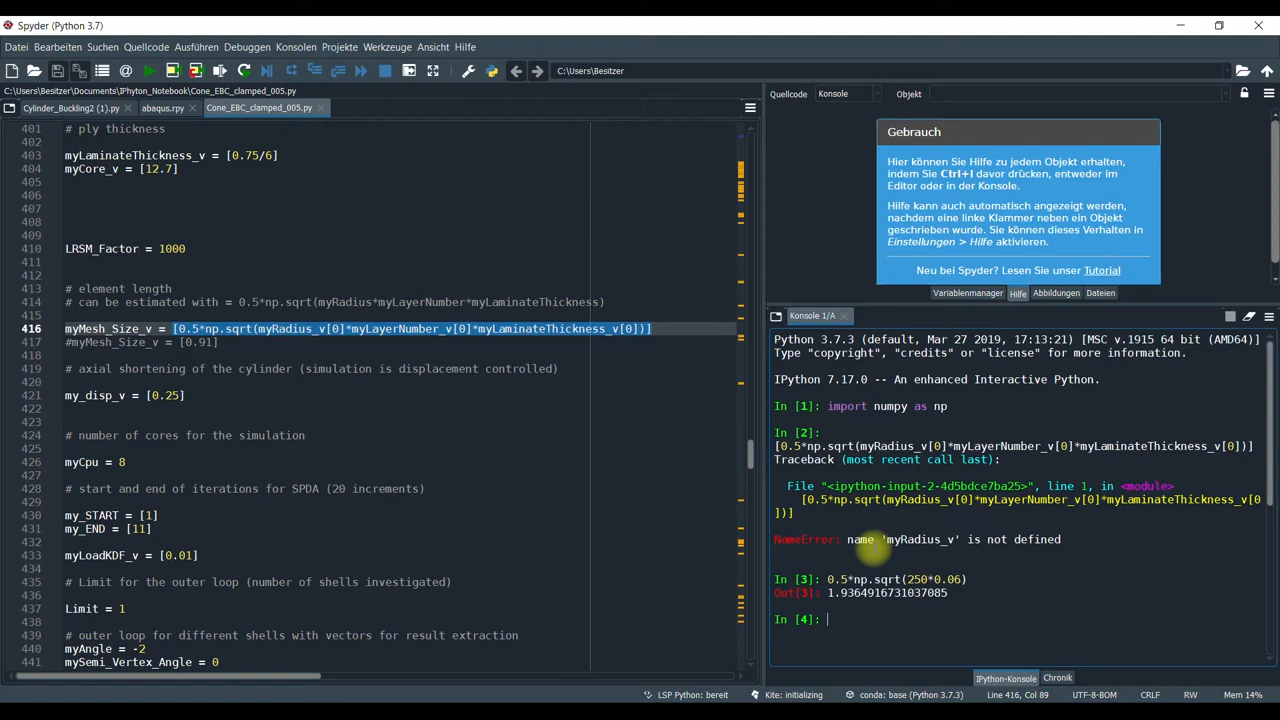 Spyder (Python 3.7)
Datei Bearbeiten Suchen Quellcode Ausführen Debuggen Konsolen Projekte Werkzeuge Ansicht Hilfe
C:\Users\Besitzer
C:\Users\Besitzer\Documents\IPhyton_Notebook\Cone_EBC_clamped_005.py
Cylinder_Buckling2 (1).py abaqus.rpy Cone_EBC_clamped_005.py
401 # ply thickness
402
403 myLaminateThickness_v = [0.75/6]
404 myCore_v = [12.7]
405
406
407
408
409
410 LRSM_Factor = 1000
411
412
413 # element length
414 # can be estimated with = 0.5*np.sqrt(myRadius*myLayerNumber*myLaminateThickness)
415
416 myMesh_Size_v = [0.5*np.sqrt(myRadius_v[0]*myLayerNumber_v[0]*myLaminateThickness_v[0])]
417 #myMesh_Size_v = [0.91]
418
419 # axial shortening of the cylinder (simulation is displacement controlled)
420
421 my_disp_v = [0.25]
422
423
424 # number of cores for the simulation
425
426 myCpu = 8
427
428 # start and end of iterations for SPDA (20 increments)
429
430 my_START = [1]
431 my_END = [11]
432
433 myLoadKDF_v = [0.01]
434
435 # Limit for the outer loop (number of shells investigated)
436
437 Limit = 1
438
439 # outer loop for different shells with vectors for result extraction
440 myAngle = -2
441 mySemi_Vertex_Angle = 0
Quellcode Konsole Objekt
Gebrauch
Hier können Sie Hilfe zu jedem Objekt erhalten,
indem Sie Ctrl+I davor drücken, entweder im
Editor oder in der Konsole.
Hilfe kann auch automatisch angezeigt werden,
nachdem eine linke Klammer neben ein Objekt
geschrieben wurde. Sie können dieses Verhalten in
Einstellungen > Hilfe aktivieren.
Neu bei Spyder? Lesen Sie unser Tutorial
Variablenmanager Hilfe Abbildungen Dateien
Konsole 1/A
Python 3.7.3 (default, Mar 27 2019, 17:13:21) [MSC v.1915 64 bit (AMD64)]
Type "copyright", "credits" or "license" for more information.
IPython 7.17.0 -- An enhanced Interactive Python.
In [1]: import numpy as np
In [2]:
[0.5*np.sqrt(myRadius_v[0]*myLayerNumber_v[0]*myLaminateThickness_v[0])]
Traceback (most recent call last):
File "<ipython-input-2-4d5bdce7ba25>", line 1, in <module>
[0.5*np.sqrt(myRadius_v[0]*myLayerNumber_v[0]*myLaminateThickness_v[0
])]
NameError: name 'myRadius_v' is not defined
In [3]: 0.5*np.sqrt(250*0.06)
Out[3]: 1.9364916731037085
In [4]:
IPython-Konsole Chronik
LSP Python: bereit Kite: initializing conda: base (Python 3.7.3) Line 416, Col 89 UTF-8-BOM CRLF RW Mem 14%